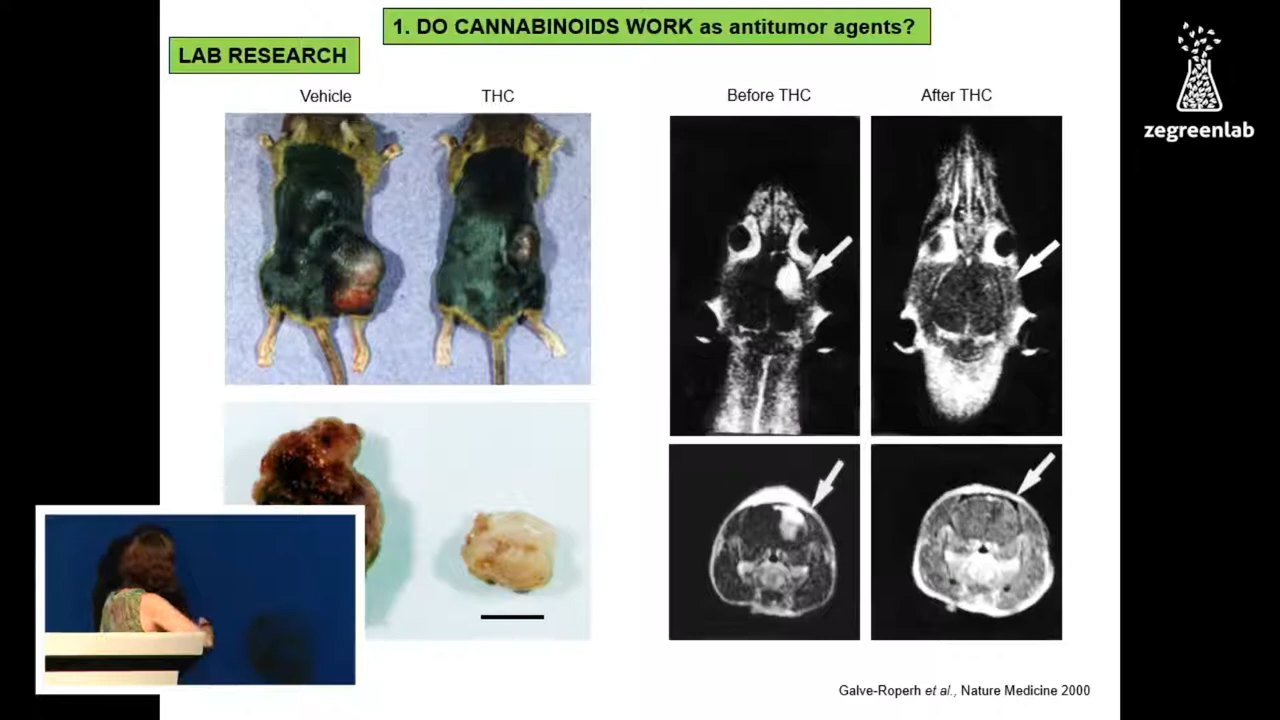 1. DO CANNABINOIDS WORK as antitumor agents?
LAB RESEARCH
Vehicle
THC
Before THC
After THC
zegreenlab
Galve-Roperh et al., Nature Medicine 2000